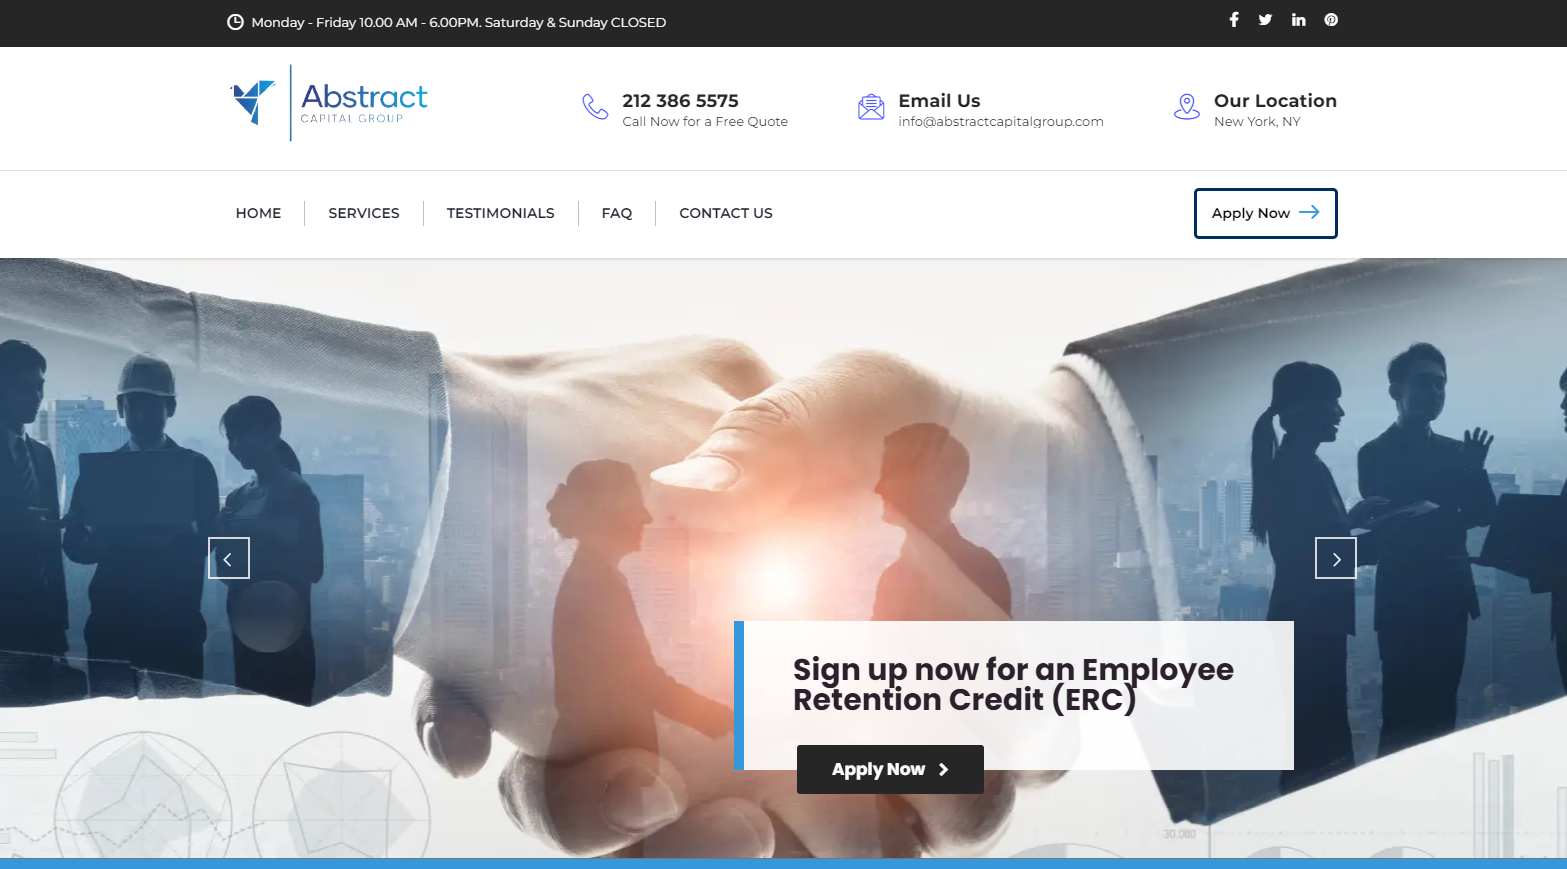 Monday - Friday 10.00 AM - 6.00PM. Saturday & Sunday CLOSED
Abstract
CAPITAL GROUP
212 386 5575
Call Now for a Free Quote
Email Us
info@abstractcapitalgroup.com
Our Location
New York, NY
HOME
SERVICES
TESTIMONIALS
FAQ
CONTACT US
Apply Now
Sign up now for an Employee
Retention Credit (ERC)
Apply Now
30.000